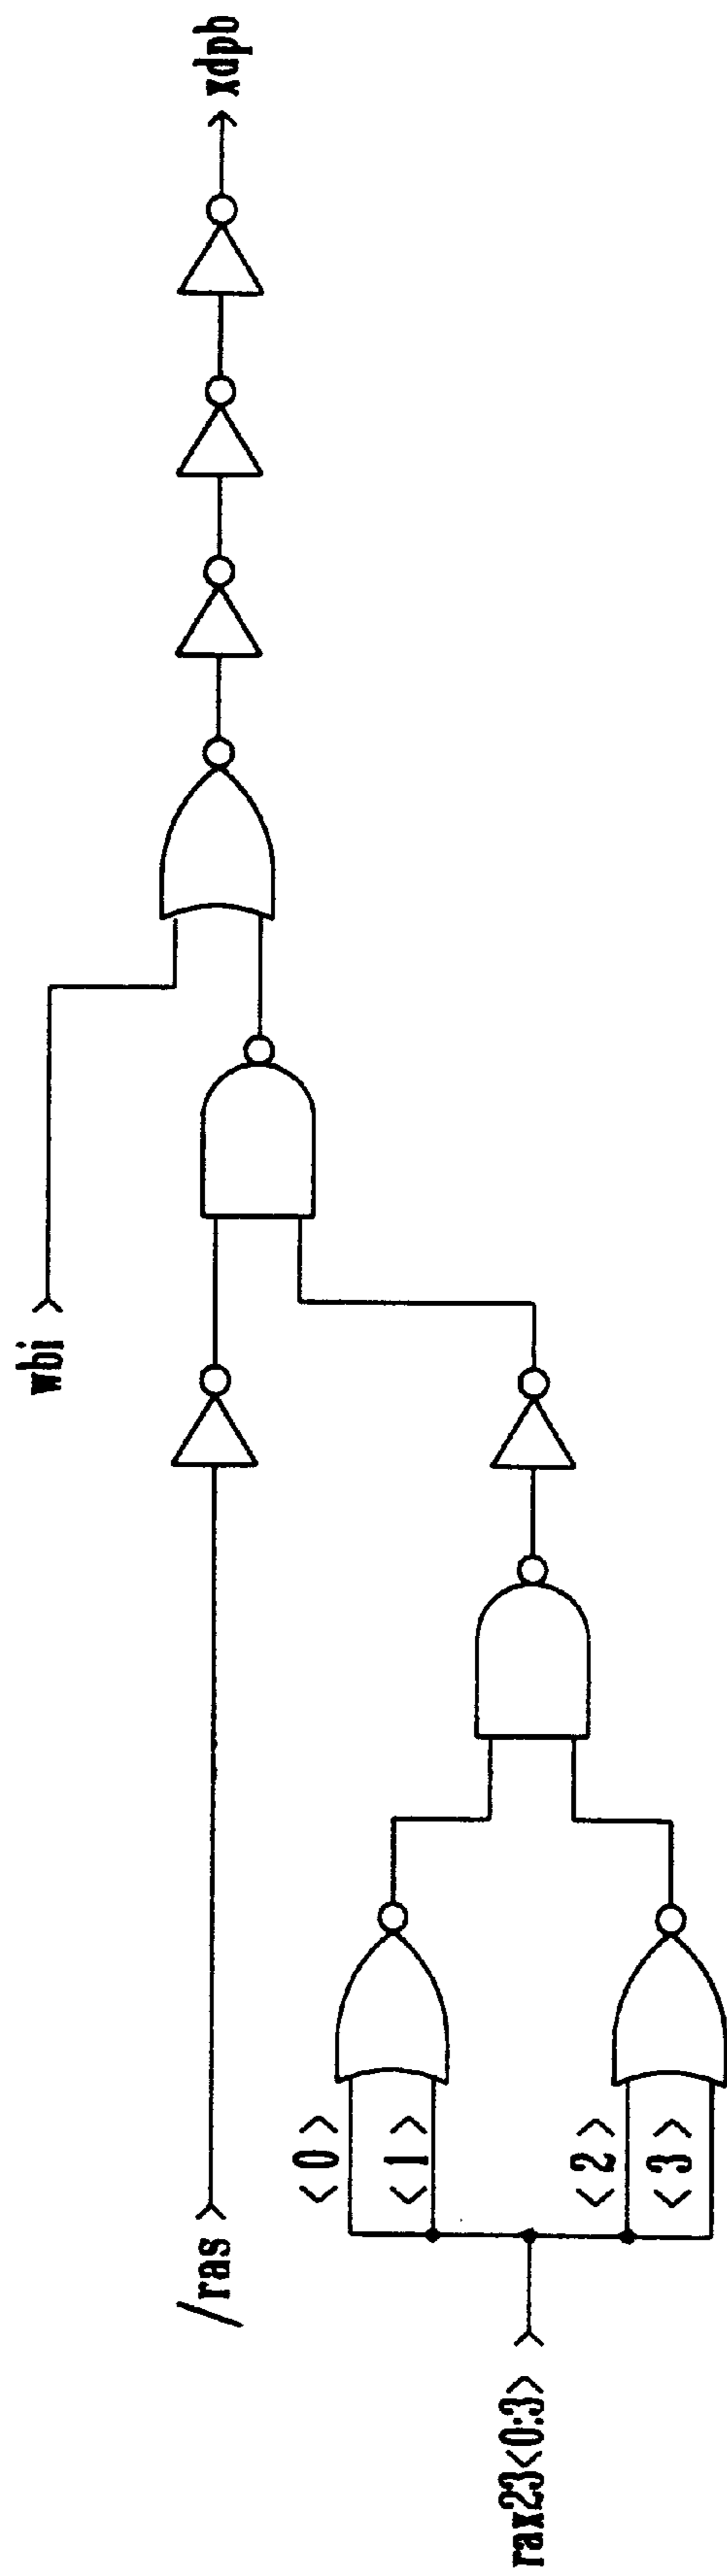 wbi
/ras
rax23<0:3>
<0>
<1>
<2>
<3>
xdpb